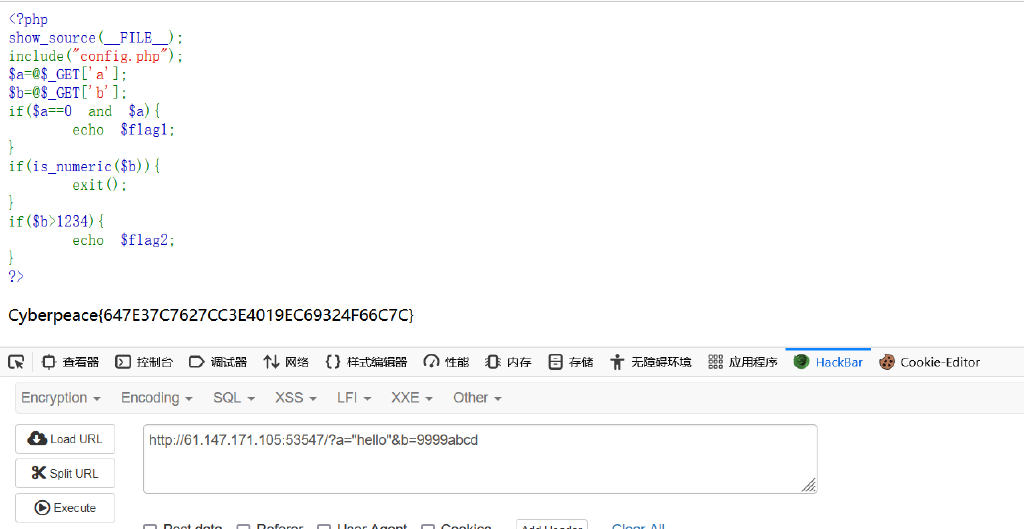 <?php
show_source(__FILE__);
include("config.php");
$a=@$_GET['a'];
$b=@$_GET['b'];
if($a==0 and $a){
echo $flag1;
}
if(is_numeric($b)){
exit();
}
if($b>1234){
echo $flag2;
}
?>
Cyberpeace{647E37C7627CC3E4019EC69324F66C7C}
查看器 控制台 调试器 网络 样式编辑器 性能 内存 存储 无障碍环境 应用程序 HackBar Cookie-Editor
Encryption Encoding SQL XSS LFI XXE Other
Load URL http://61.147.171.105:53547/?a="hello"&b=9999abcd
Split URL
Execute
Post data Referer User Agent Cookies Add Header Clear All